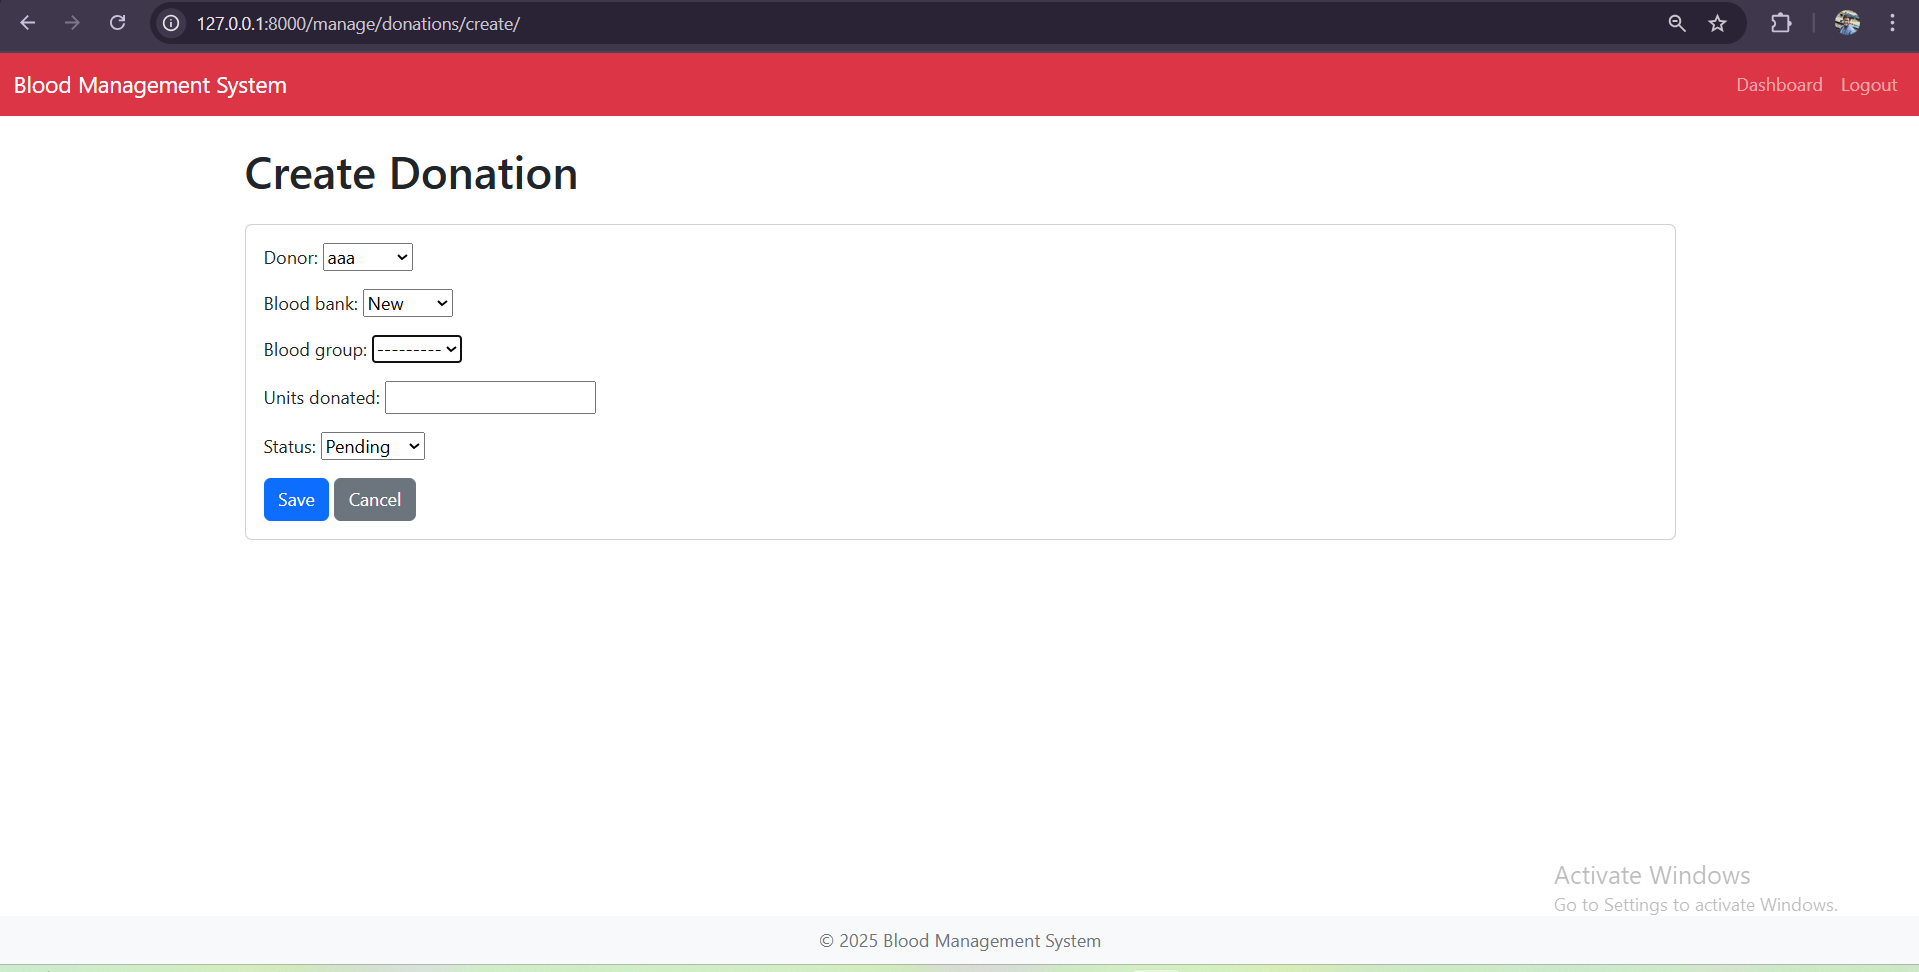 127.0.0.1:8000/manage/donations/create/
Blood Management System
Dashboard Logout
Create Donation
Donor: aaa
Blood bank: New
Blood group: ---------
Units donated:
Status: Pending
Save Cancel
Activate Windows
Go to Settings to activate Windows.
© 2025 Blood Management System